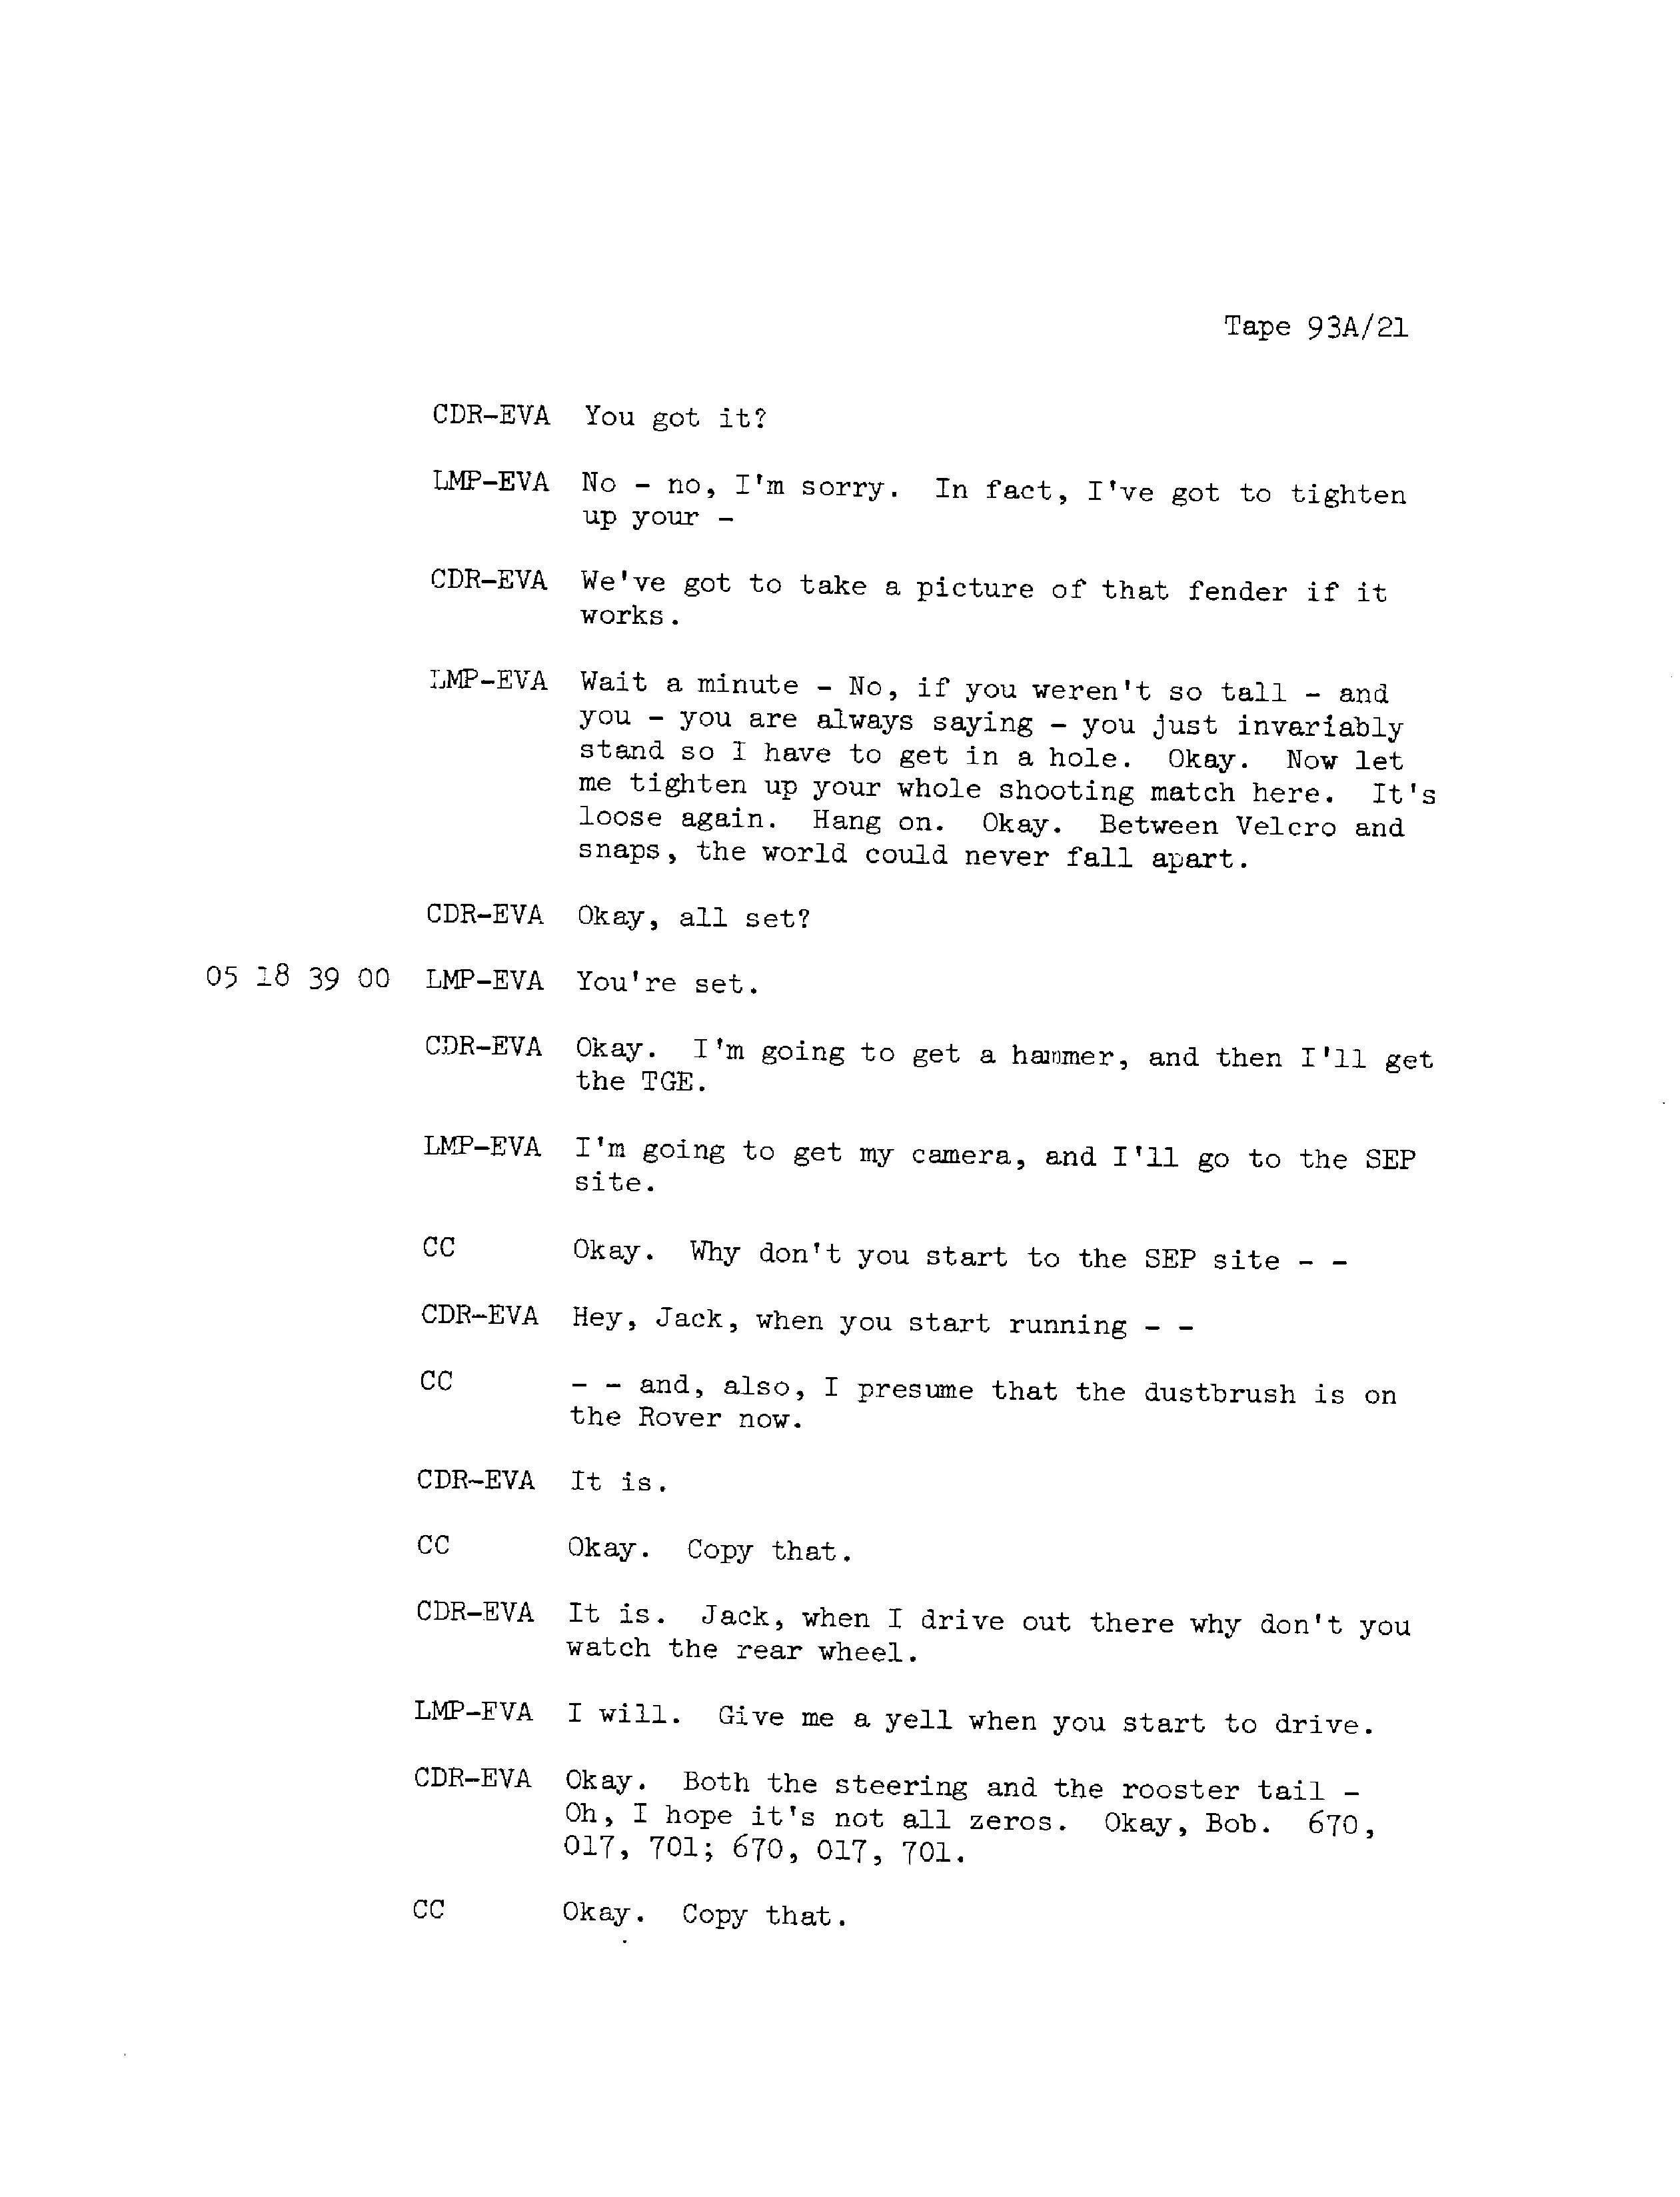 Tape 93A/21
CDR-EVA You got it?
LMP-EVA No - no, I'm sorry. In fact, I've got to tighten
up your -
CDR-EVA We've got to take a picture of that fender if it
works.
LMP-EVA Wait a minute - No, if you weren't so tall - and
you - you are always saying - you just invariably
stand so I have to get in a hole. Okay. Now let
me tighten up your whole shooting match here. It's
loose again. Hang on. Okay. Between Velcro and
snaps, the world could never fall apart.
CDR-EVA Okay, all set?
05 18 39 00 LMP-EVA You're set.
CDR-EVA Okay. I'm going to get a hammer, and then I'll get
the TGE.
LMP-EVA I'm going to get my camera, and I'll go to the SEP
site.
CC Okay. Why don't you start to the SEP site - -
CDR-EVA Hey, Jack, when you start running - -
CC - - and, also, I presume that the dustbrush is on
the Rover now.
CDR-EVA It is.
CC Okay. Copy that.
CDR-EVA It is. Jack, when I drive out there why don't you
watch the rear wheel.
LMP-EVA I will. Give me a yell when you start to drive.
CDR-EVA Okay. Both the steering and the rooster tail -
Oh, I hope it's not all zeros. Okay, Bob. 670,
017, 701; 670, 017, 701.
CC Okay. Copy that.